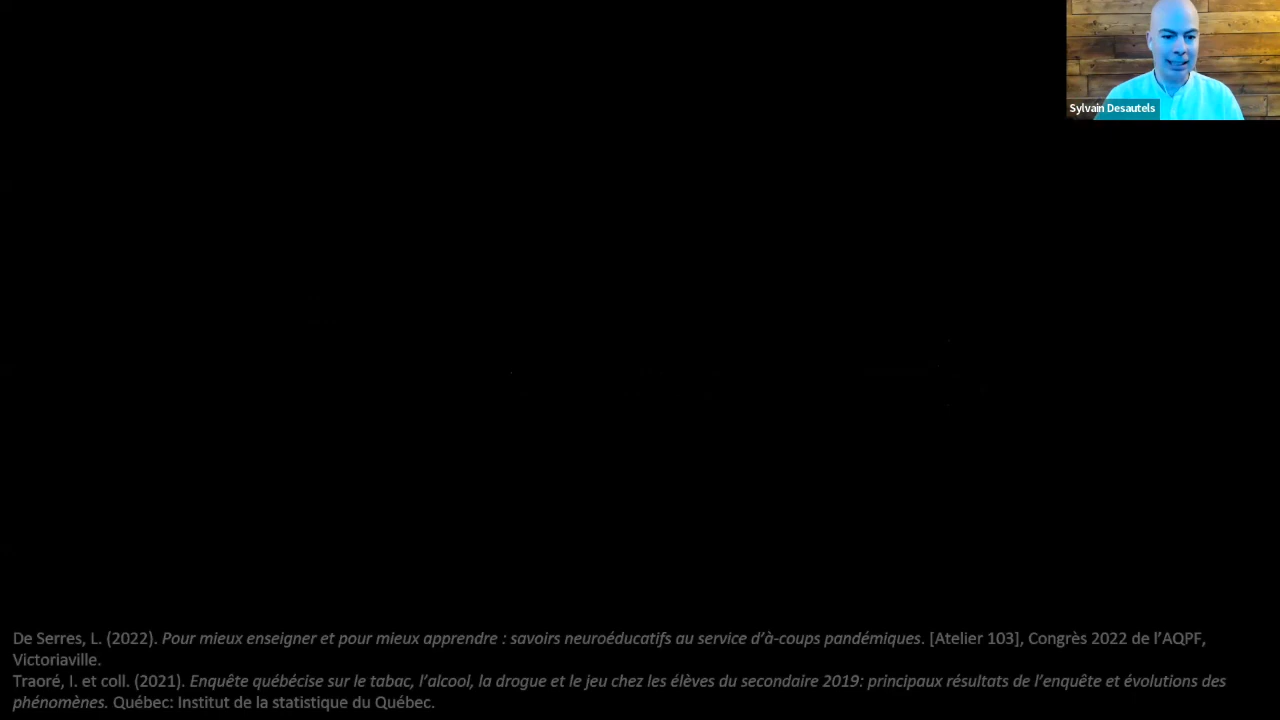 Sylvain Desautels
De Serres, L. (2022). Pour mieux enseigner et pour mieux apprendre : savoirs neuroéducatifs au service d’à-coups pandémiques. [Atelier 103], Congrès 2022 de l’AQPF,
Victoriaville.
Traoré, I. et coll. (2021). Enquête québécise sur le tabac, l’alcool, la drogue et le jeu chez les élèves du secondaire 2019: principaux résultats de l’enquête et évolutions des
phénomènes. Québec: Institut de la statistique du Québec.